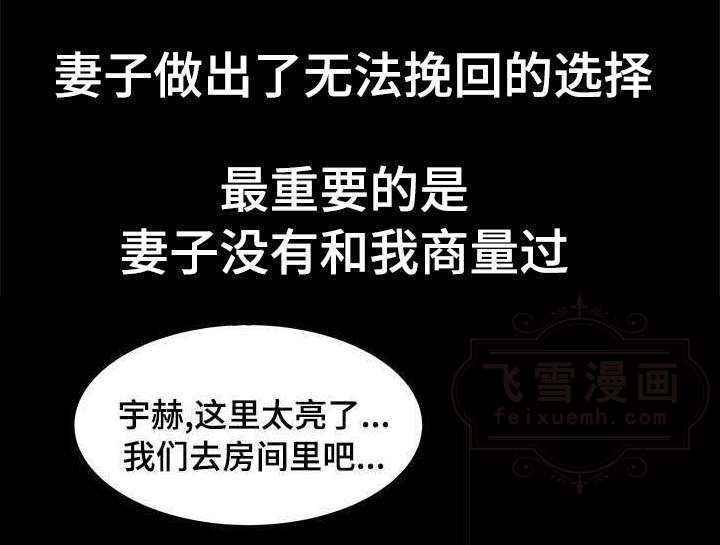 妻子做出了无法挽回的选择
最重要的是
妻子没有和我商量过
飞雪漫画
feixuemh.com
宇赫,这里太亮了...
我们去房间里吧...